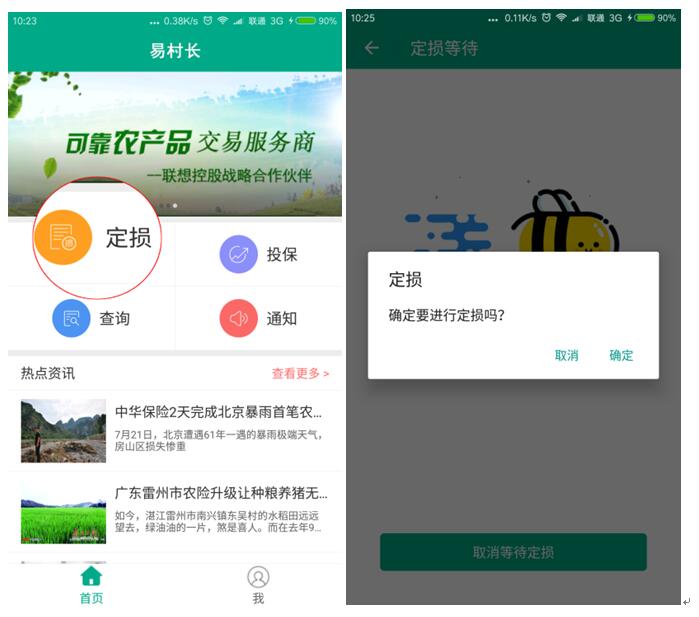 10:23
... 0.38K/s 联通 3G 90%
易村长
可靠农产品交易服务商
—联想控股战略合作伙伴
定损
投保
查询
通知
热点资讯
查看更多 >
中华保险2天完成北京暴雨首笔农...
7月21日，北京遭遇61年一遇的暴雨极端天气，
房山区损失惨重
广东雷州市农险升级让种粮养猪无...
如今，湛江雷州市南兴镇东吴村的水稻田远远
望去，绿油油的一片，煞是喜人。而在去年9...
首页
我
10:25
... 0.11K/s 联通 3G 90%
定损等待
定损
确定要进行定损吗？
取消
确定
取消等待定损